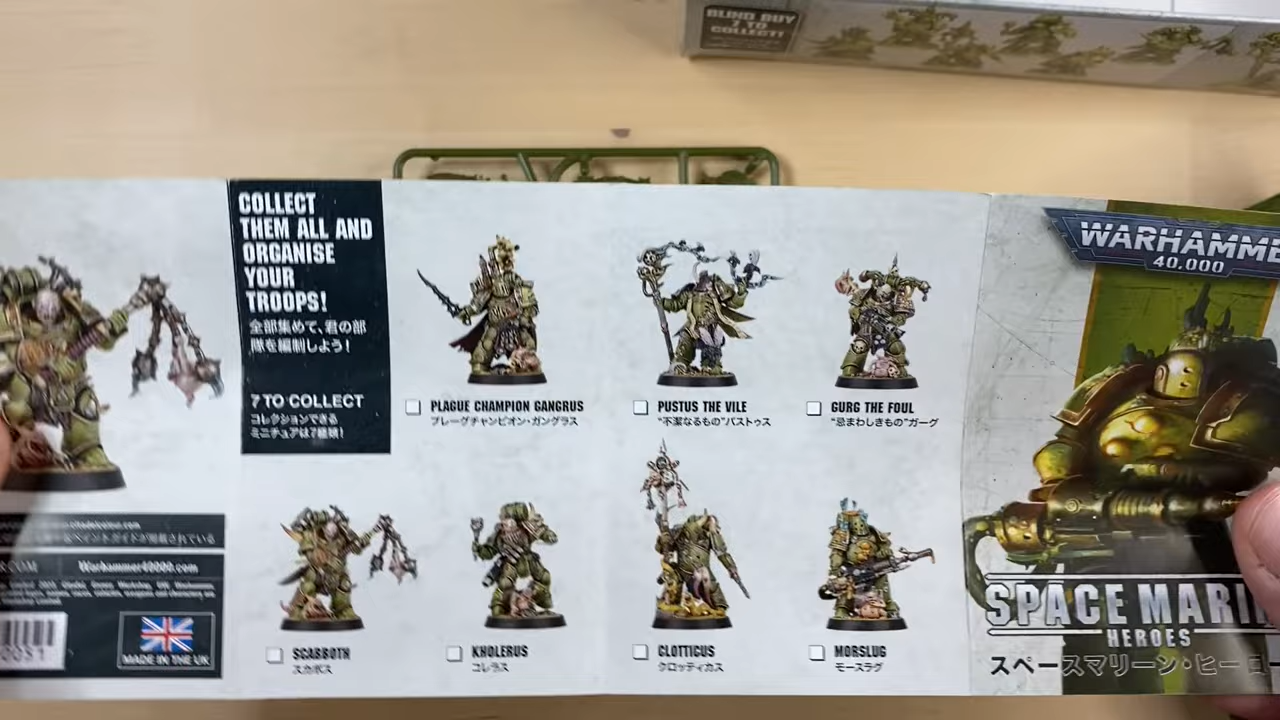 BLIND BUY
7 TO
COLLECT!
COLLECT
THEM ALL AND
ORGANISE
YOUR
TROOPS!
全部集めて、君の部
隊を編制しよう!
7 TO COLLECT
コレクションできる
ミニチュアは7種類!
PLAGUE CHAMPION GANGRUS
プレーグチャンピオン・ガングラス
PUSTUS THE VILE
“不潔なるもの”パストゥス
GURG THE FOUL
“忌まわしきもの”ガーグ
SCABBOTH
スカボス
KHOLERUS
コレラス
CLOTTICUS
クロッティカス
MORSLUG
モースラグ
WARHAMME
40,000
SPACE MARI
HEROES
スペースマリーン・ヒーロー
Warhammer40000.com
MADE IN THE UK